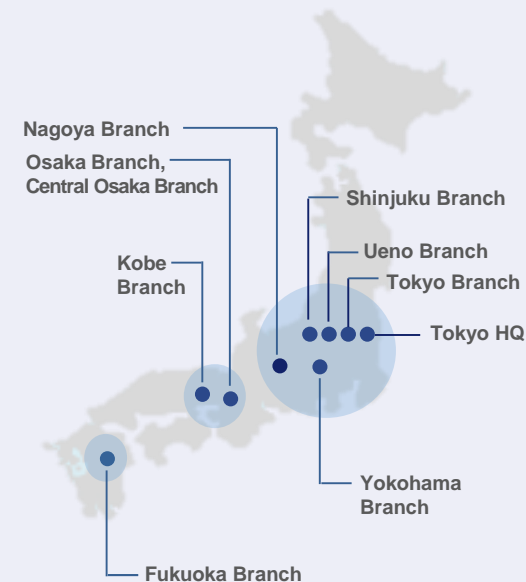 Nagoya Branch
Osaka Branch,
Central Osaka Branch
Shinjuku Branch
Ueno Branch
Kobe
Branch
Tokyo Branch
Tokyo HQ
Yokohama
Branch
Fukuoka Branch